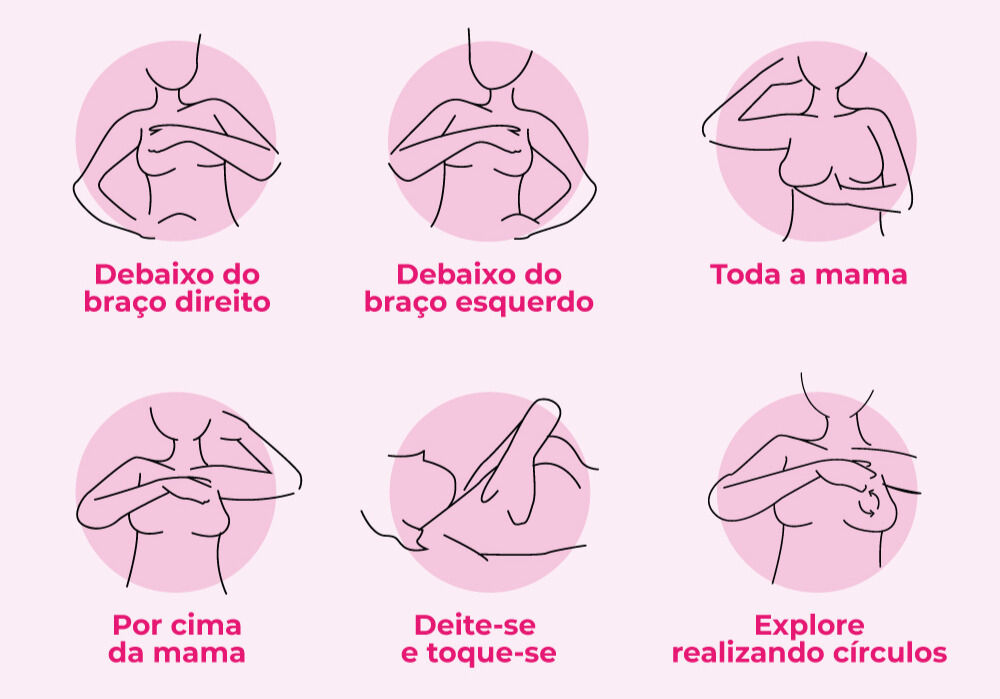 Debaixo do
braço direito
Debaixo do
braço esquerdo
Toda a mama
Por cima
da mama
Deite-se
e toque-se
Explore
realizando círculos